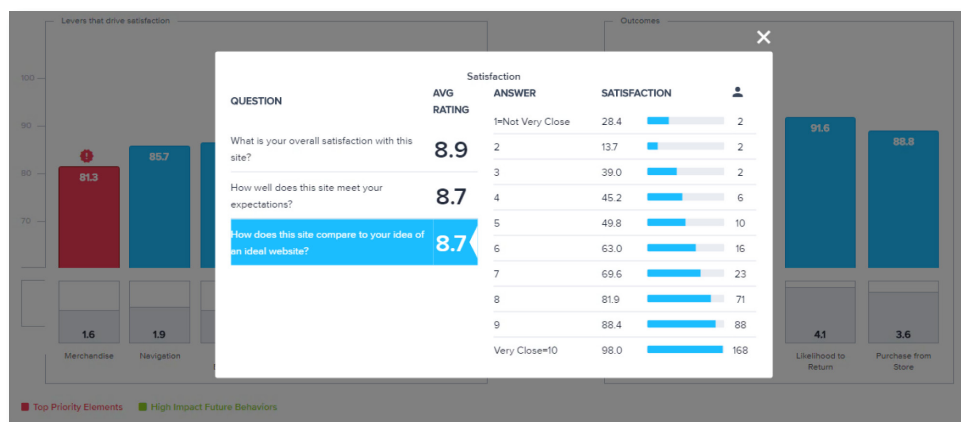 Levers that drive satisfaction
Outcomes
Satisfaction
QUESTION
AVG RATING
ANSWER
SATISFACTION
What is your overall satisfaction with this
site?
8.9
How well does this site meet your
expectations?
8.7
How does this site compare to your idea of
an ideal website?
8.7
1=Not Very Close 28.4 2
2 13.7 2
3 39.0 2
4 45.2 6
5 49.8 10
6 63.0 16
7 69.6 23
8 81.9 71
9 88.4 88
Very Close=10 98.0 168
100
90
80
70
81.3
85.7
91.6
88.8
1.6
1.9
4.1
3.6
Merchandise
Navigation
Likelihood to
Return
Purchase from
Store
Top Priority Elements
High Impact Future Behaviors